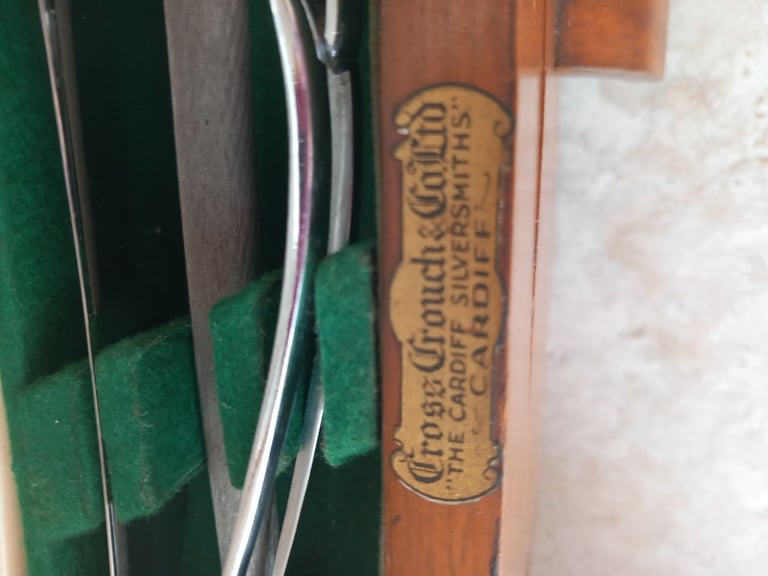 Cross Crouch & Co. Ltd
"THE CARDIFF SILVERSMITHS"
CARDIFF